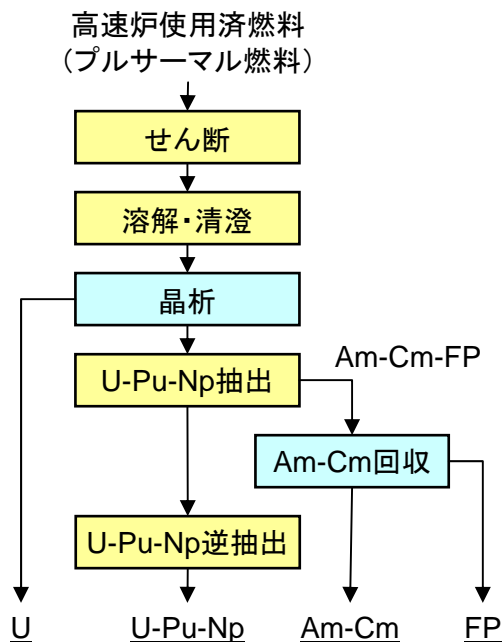 高速炉使用済燃料
（プルサーマル燃料）
せん断
溶解・清澄
晶析
U-Pu-Np抽出
Am-Cm-FP
Am-Cm回収
U-Pu-Np逆抽出
U
U-Pu-Np
Am-Cm
FP